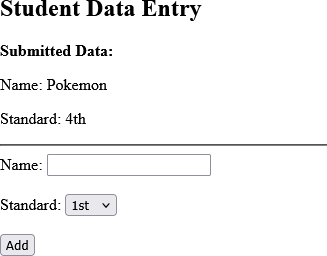 Student Data Entry
Submitted Data:
Name: Pokemon
Standard: 4th
Name:
Standard: 1st
Add